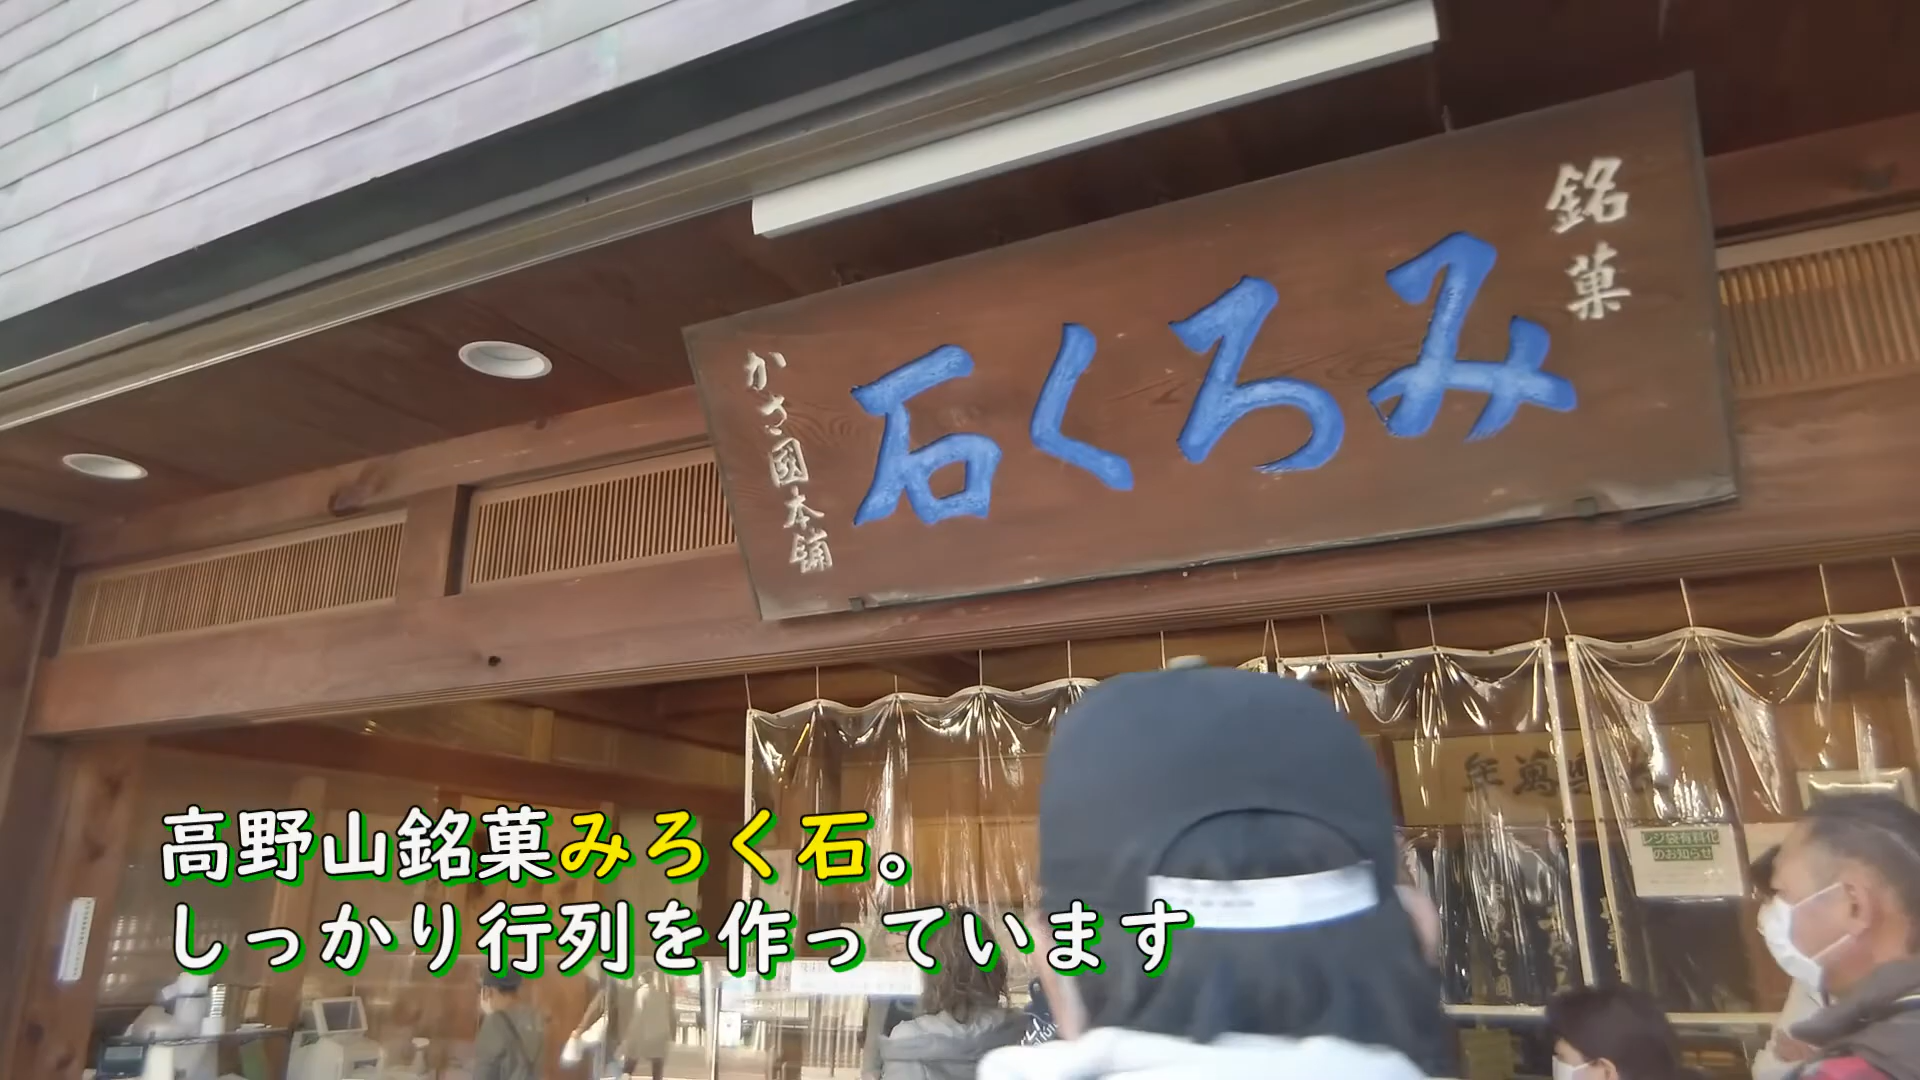 銘菓
みろく石
かさ國本舗
レジ袋有料化
のお知らせ
高野山銘菓みろく石。
しっかり行列を作っています